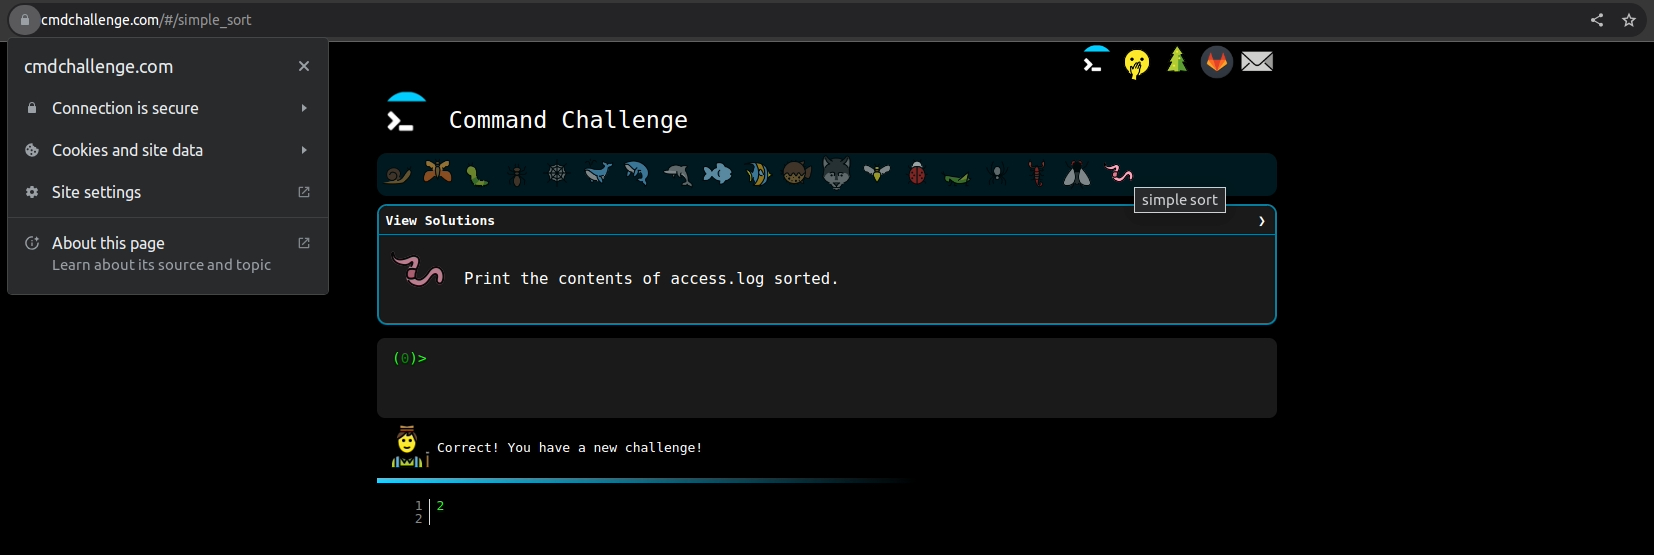 cmdchallenge.com/#/simple_sort
cmdchallenge.com
Connection is secure
Cookies and site data
Site settings
About this page
Learn about its source and topic
Command Challenge
simple sort
View Solutions
Print the contents of access.log sorted.
(0)>
Correct! You have a new challenge!
1 2
2